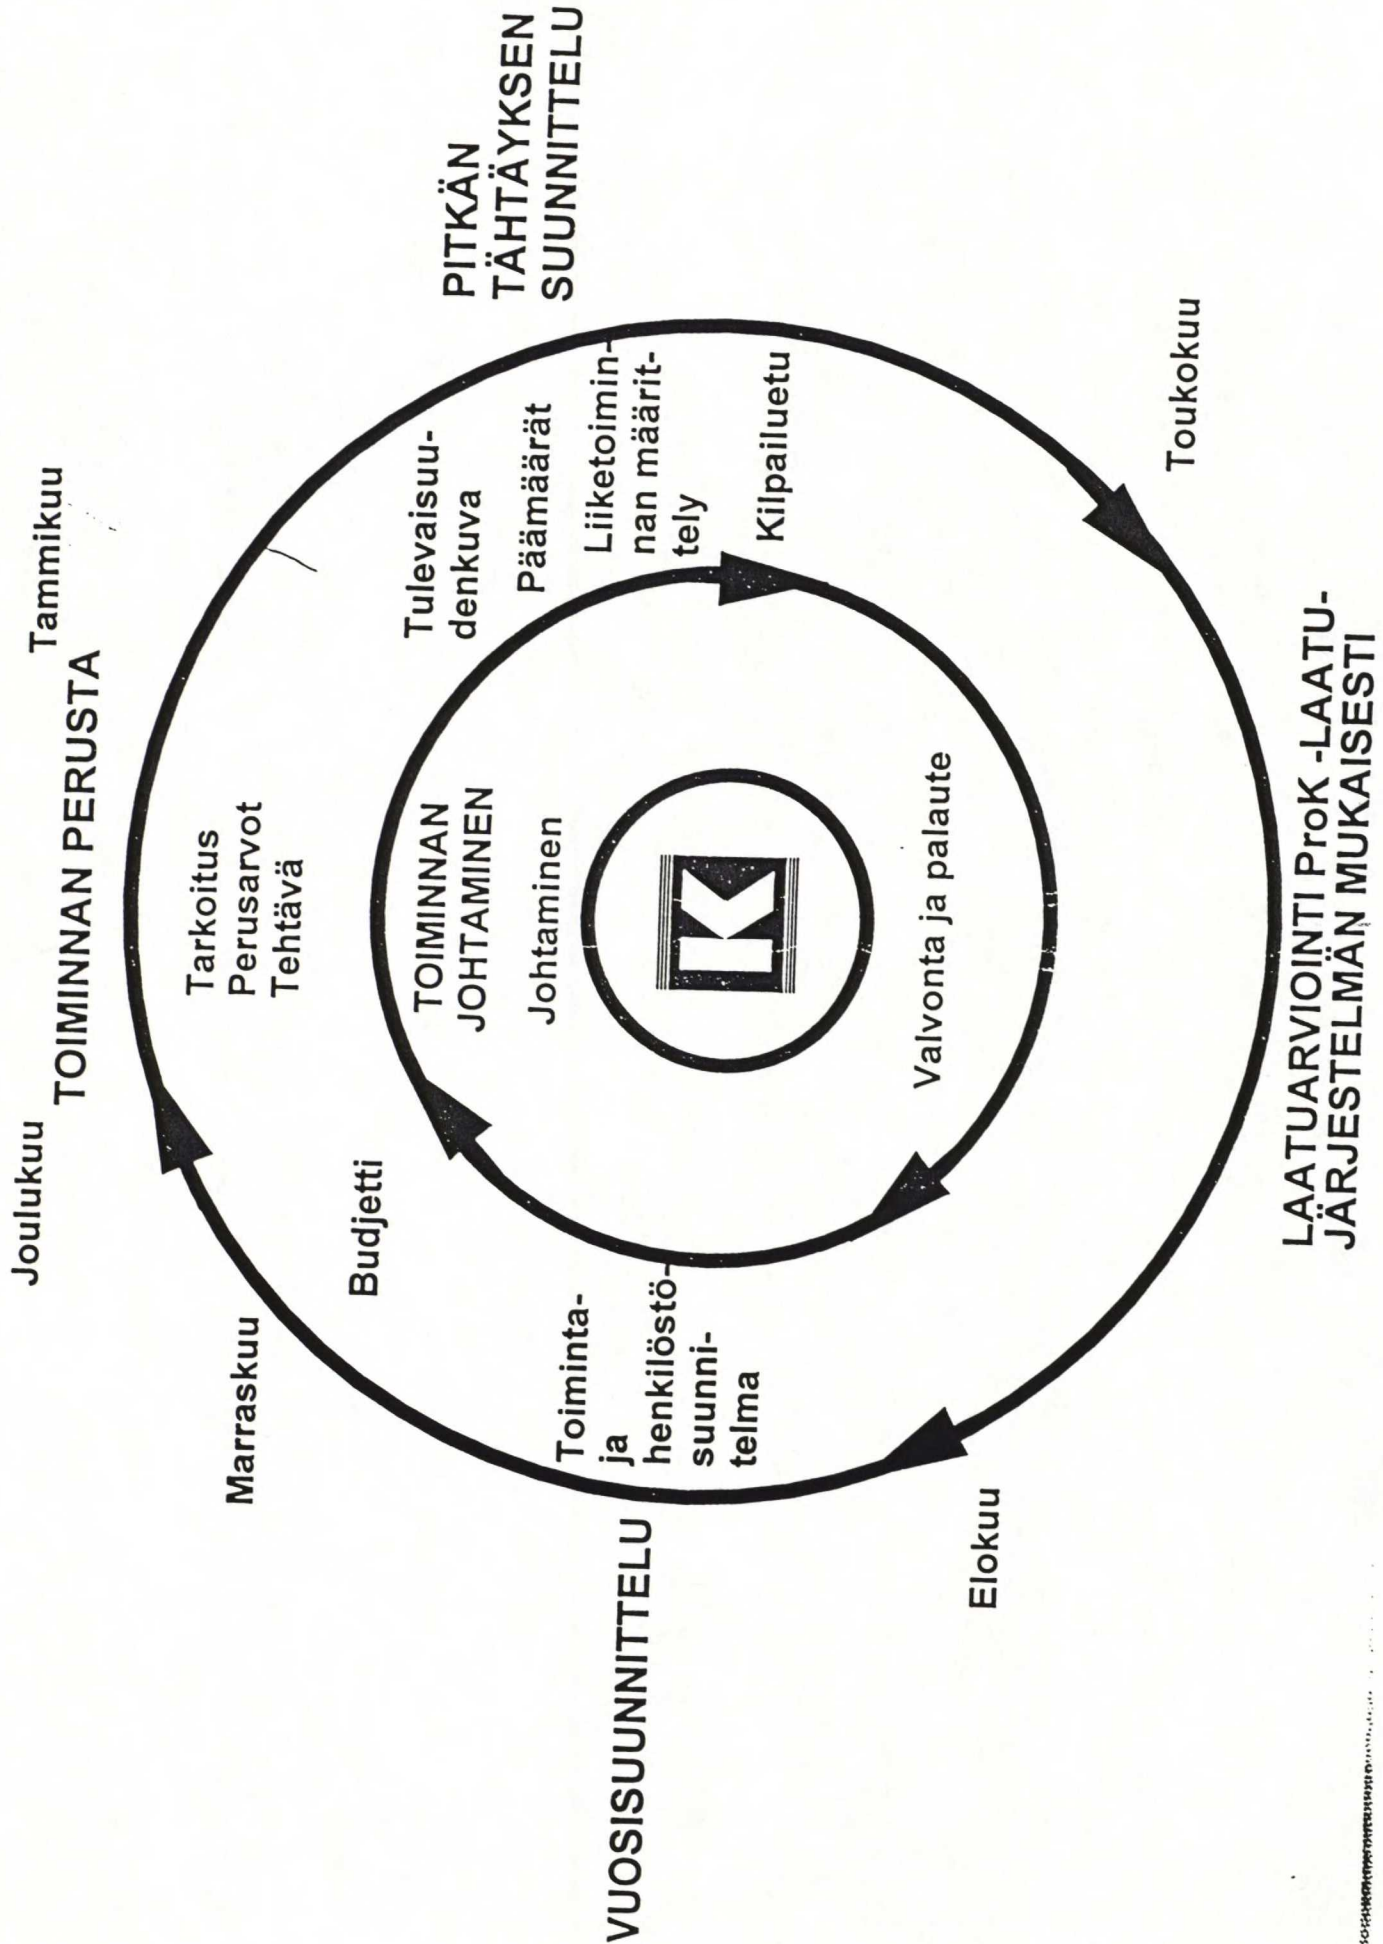 Joulukuu
Tammikuu
TOIMINNAN PERUSTA
Marraskuu
Tarkoitus
Perusarvot
Tehtävä
PITKÄN
TÄHTÄYKSEN
SUUNNITTELU
Budjetti
TOIMINNAN
JOHTAMINEN
Johtaminen
Tulevaisuu-
denkuva
Päämäärät
Liiketoimin-
nan määrit-
tely
Kilpailuetu
VUOSISUUNNITTELU
Toiminta-
ja
henkilöstö-
suunni-
telma
K
Valvonta ja palaute
Elokuu
Toukokuu
LAATUARVIOINTI ProK -LAATU-
JÄRJESTELMÄN MUKAISESTI